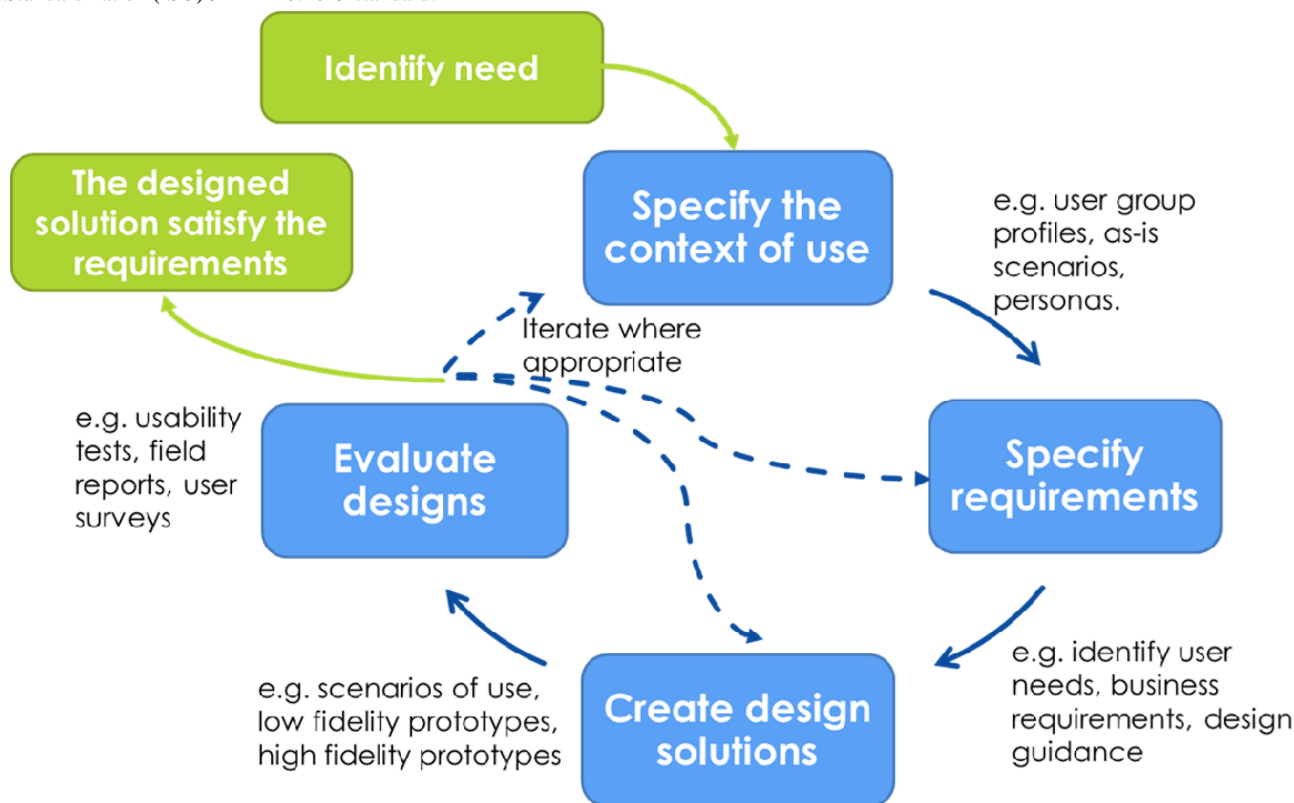 Identify need
The designed
solution satisfy the
requirements
Specify the
context of use
e.g. user group
profiles, as-is
scenarios,
personas.
Iterate where
appropriate
e.g. usability
tests, field
reports, user
surveys
Evaluate
designs
Specify
requirements
e.g. scenarios of use,
low fidelity prototypes,
high fidelity prototypes
Create design
solutions
e.g. identify user
needs, business
requirements, design
guidance